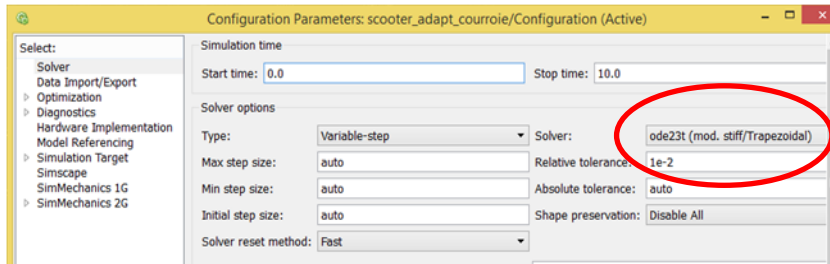 Configuration Parameters: scooter_adapt_courroie/Configuration (Active)
Select:
Solver
Data Import/Export
Optimization
Diagnostics
Hardware Implementation
Model Referencing
Simulation Target
Simscape
SimMechanics 1G
SimMechanics 2G
Simulation time
Start time: 0.0 Stop time: 10.0
Solver options
Type: Variable-step Solver: ode23t (mod. stiff/Trapezoidal)
Max step size: auto Relative tolerance: 1e-2
Min step size: auto Absolute tolerance: auto
Initial step size: auto Shape preservation: Disable All
Solver reset method: Fast